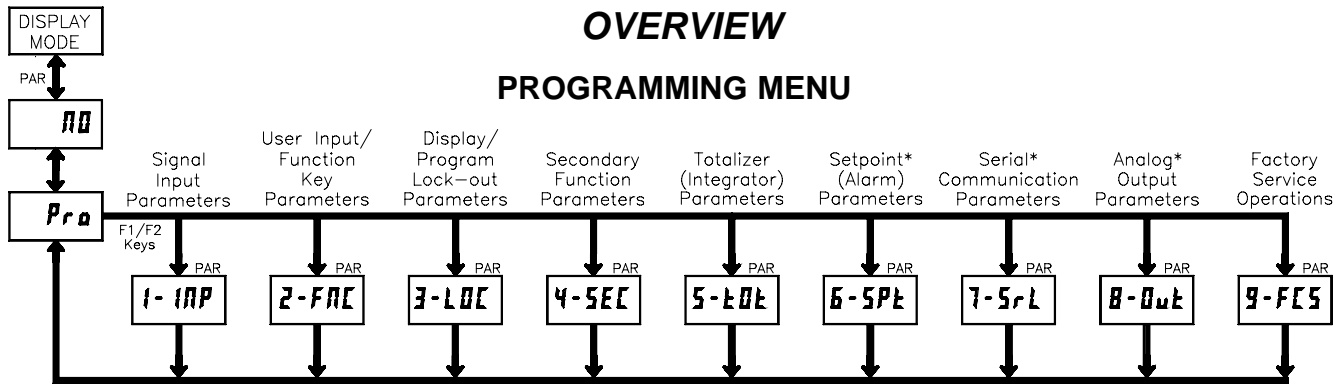 OVERVIEW
PROGRAMMING MENU
DISPLAY
MODE
PAR
NO
Pro
F1/F2
Keys
Signal
Input
Parameters
User Input/
Function
Key
Parameters
Display/
Program
Lock-out
Parameters
Secondary
Function
Parameters
Totalizer
(Integrator)
Parameters
Setpoint*
(Alarm)
Parameters
Serial*
Communication
Parameters
Analog*
Output
Parameters
Factory
Service
Operations
PAR
PAR
PAR
PAR
PAR
PAR
PAR
PAR
PAR
1-INP
2-FNC
3-LOC
4-SEC
5-tOt
6-SPt
7-SrL
8-Out
9-FCS